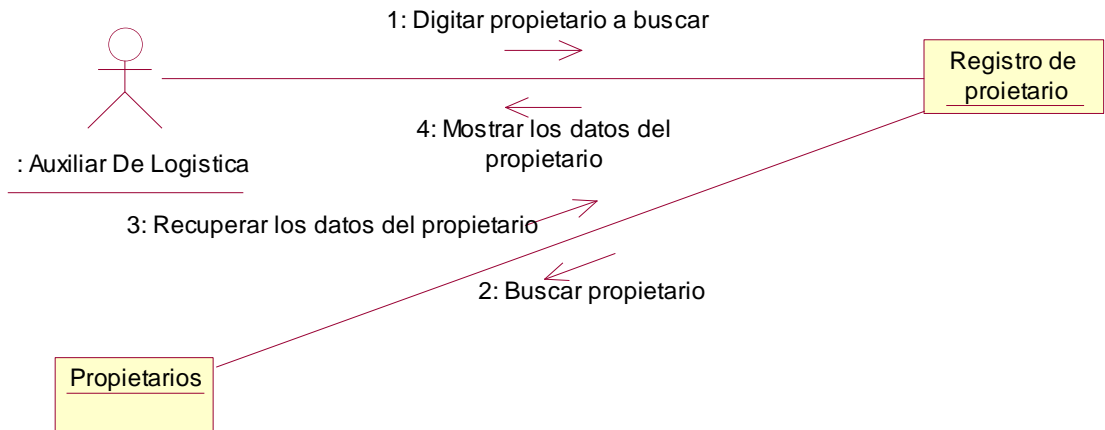 1: Digitar propietario a buscar
Registro de
proietario
4: Mostrar los datos del
propietario
: Auxiliar De Logistica
3: Recuperar los datos del propietario
2: Buscar propietario
Propietarios